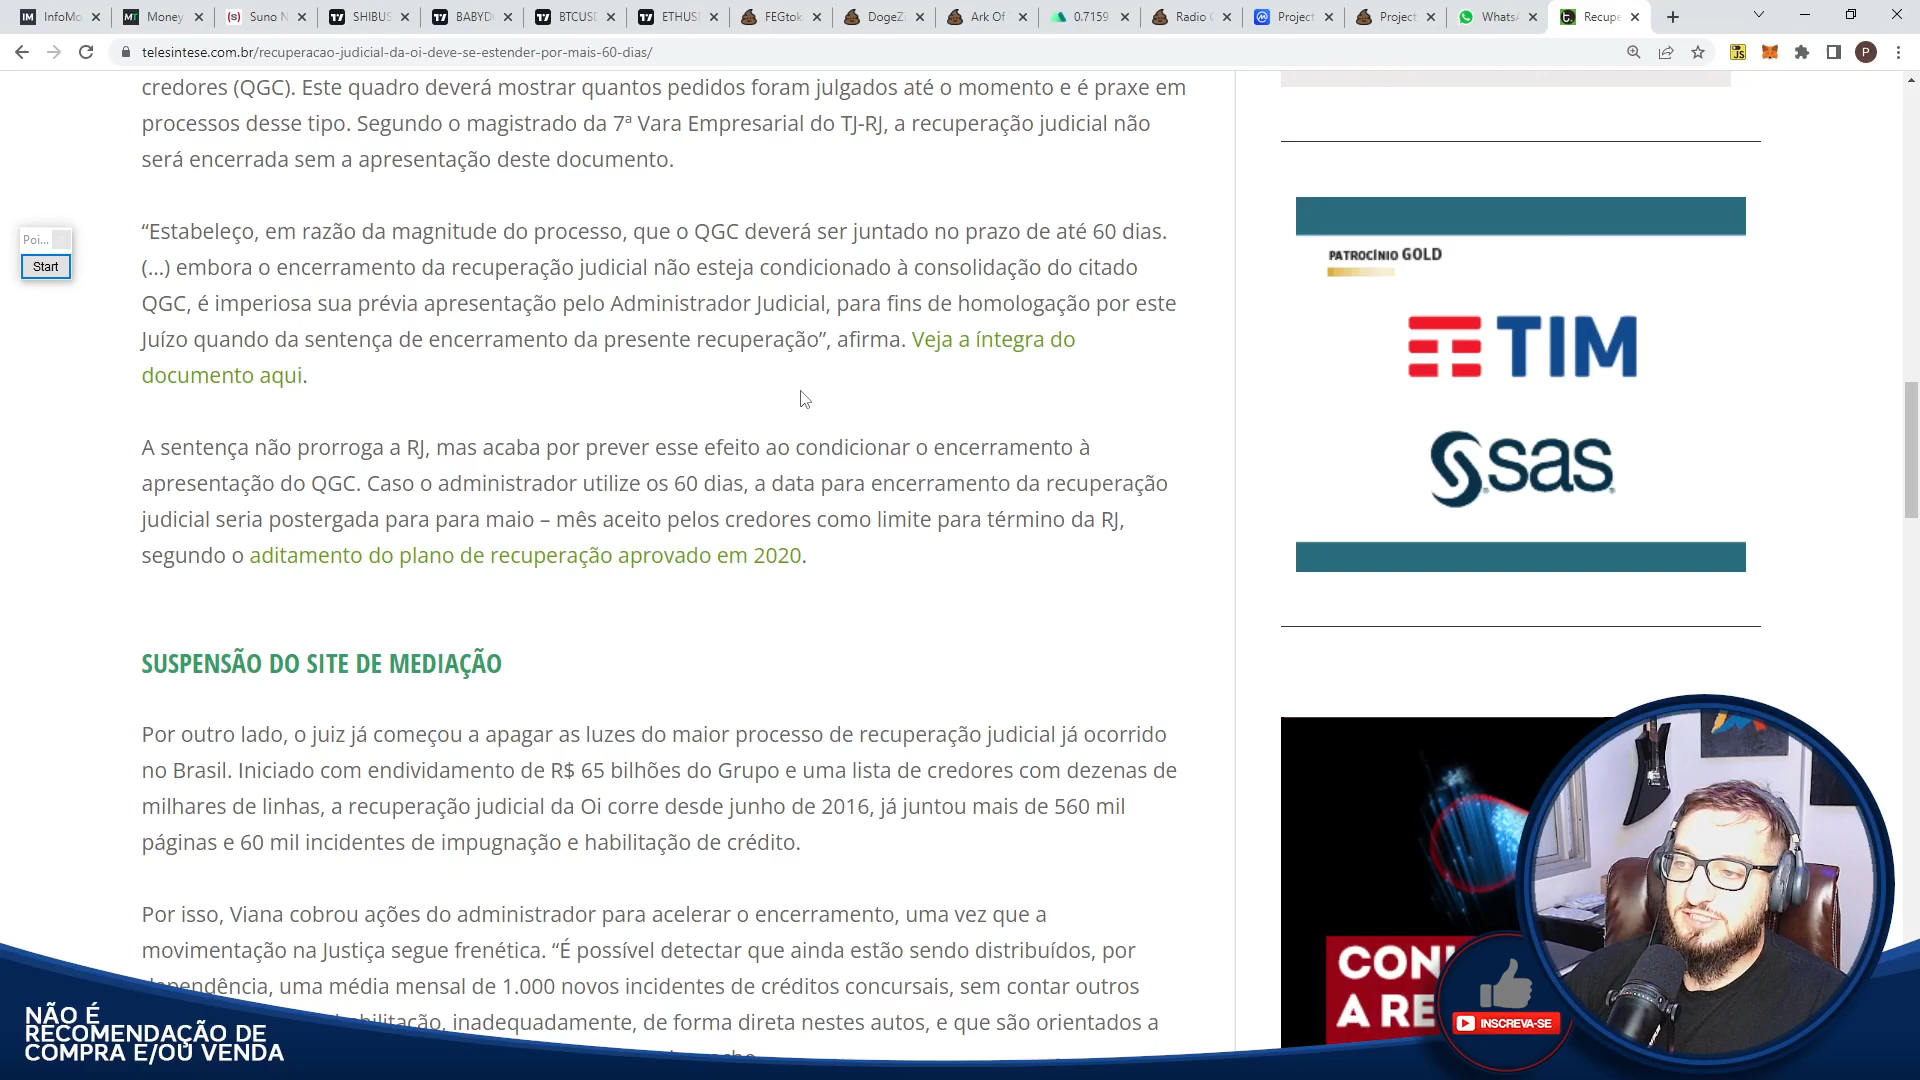 InfoMo
Money
Suno N
SHIBUS
BABYD
BTCUS
ETHUS
FEGtok
DogeZi
Ark Of
0.7159
Radio
Project
Project
WhatsA
Recupe
telesintese.com.br/recuperacao-judicial-da-oi-deve-se-estender-por-mais-60-dias/
JS
P
credores (QGC). Este quadro deverá mostrar quantos pedidos foram julgados até o momento e é praxe em
processos desse tipo. Segundo o magistrado da 7ª Vara Empresarial do TJ-RJ, a recuperação judicial não
será encerrada sem a apresentação deste documento.
Poi...
Start
“Estabeleço, em razão da magnitude do processo, que o QGC deverá ser juntado no prazo de até 60 dias.
(…) embora o encerramento da recuperação judicial não esteja condicionado à consolidação do citado
QGC, é imperiosa sua prévia apresentação pelo Administrador Judicial, para fins de homologação por este
Juízo quando da sentença de encerramento da presente recuperação”, afirma. Veja a íntegra do
documento aqui.
A sentença não prorroga a RJ, mas acaba por prever esse efeito ao condicionar o encerramento à
apresentação do QGC. Caso o administrador utilize os 60 dias, a data para encerramento da recuperação
judicial seria postergada para para maio – mês aceito pelos credores como limite para término da RJ,
segundo o aditamento do plano de recuperação aprovado em 2020.
SUSPENSÃO DO SITE DE MEDIAÇÃO
Por outro lado, o juiz já começou a apagar as luzes do maior processo de recuperação judicial já ocorrido
no Brasil. Iniciado com endividamento de R$ 65 bilhões do Grupo e uma lista de credores com dezenas de
milhares de linhas, a recuperação judicial da Oi corre desde junho de 2016, já juntou mais de 560 mil
páginas e 60 mil incidentes de impugnação e habilitação de crédito.
Por isso, Viana cobrou ações do administrador para acelerar o encerramento, uma vez que a
movimentação na Justiça segue frenética. “É possível detectar que ainda estão sendo distribuídos, por
dependência, uma média mensal de 1.000 novos incidentes de créditos concursais, sem contar outros
habilitação, inadequadamente, de forma direta nestes autos, e que são orientados a
PATROCÍNIO GOLD
TIM
sas
CON
A RE
INSCREVA-SE
NÃO É
RECOMENDAÇÃO DE
COMPRA E/OU VENDA